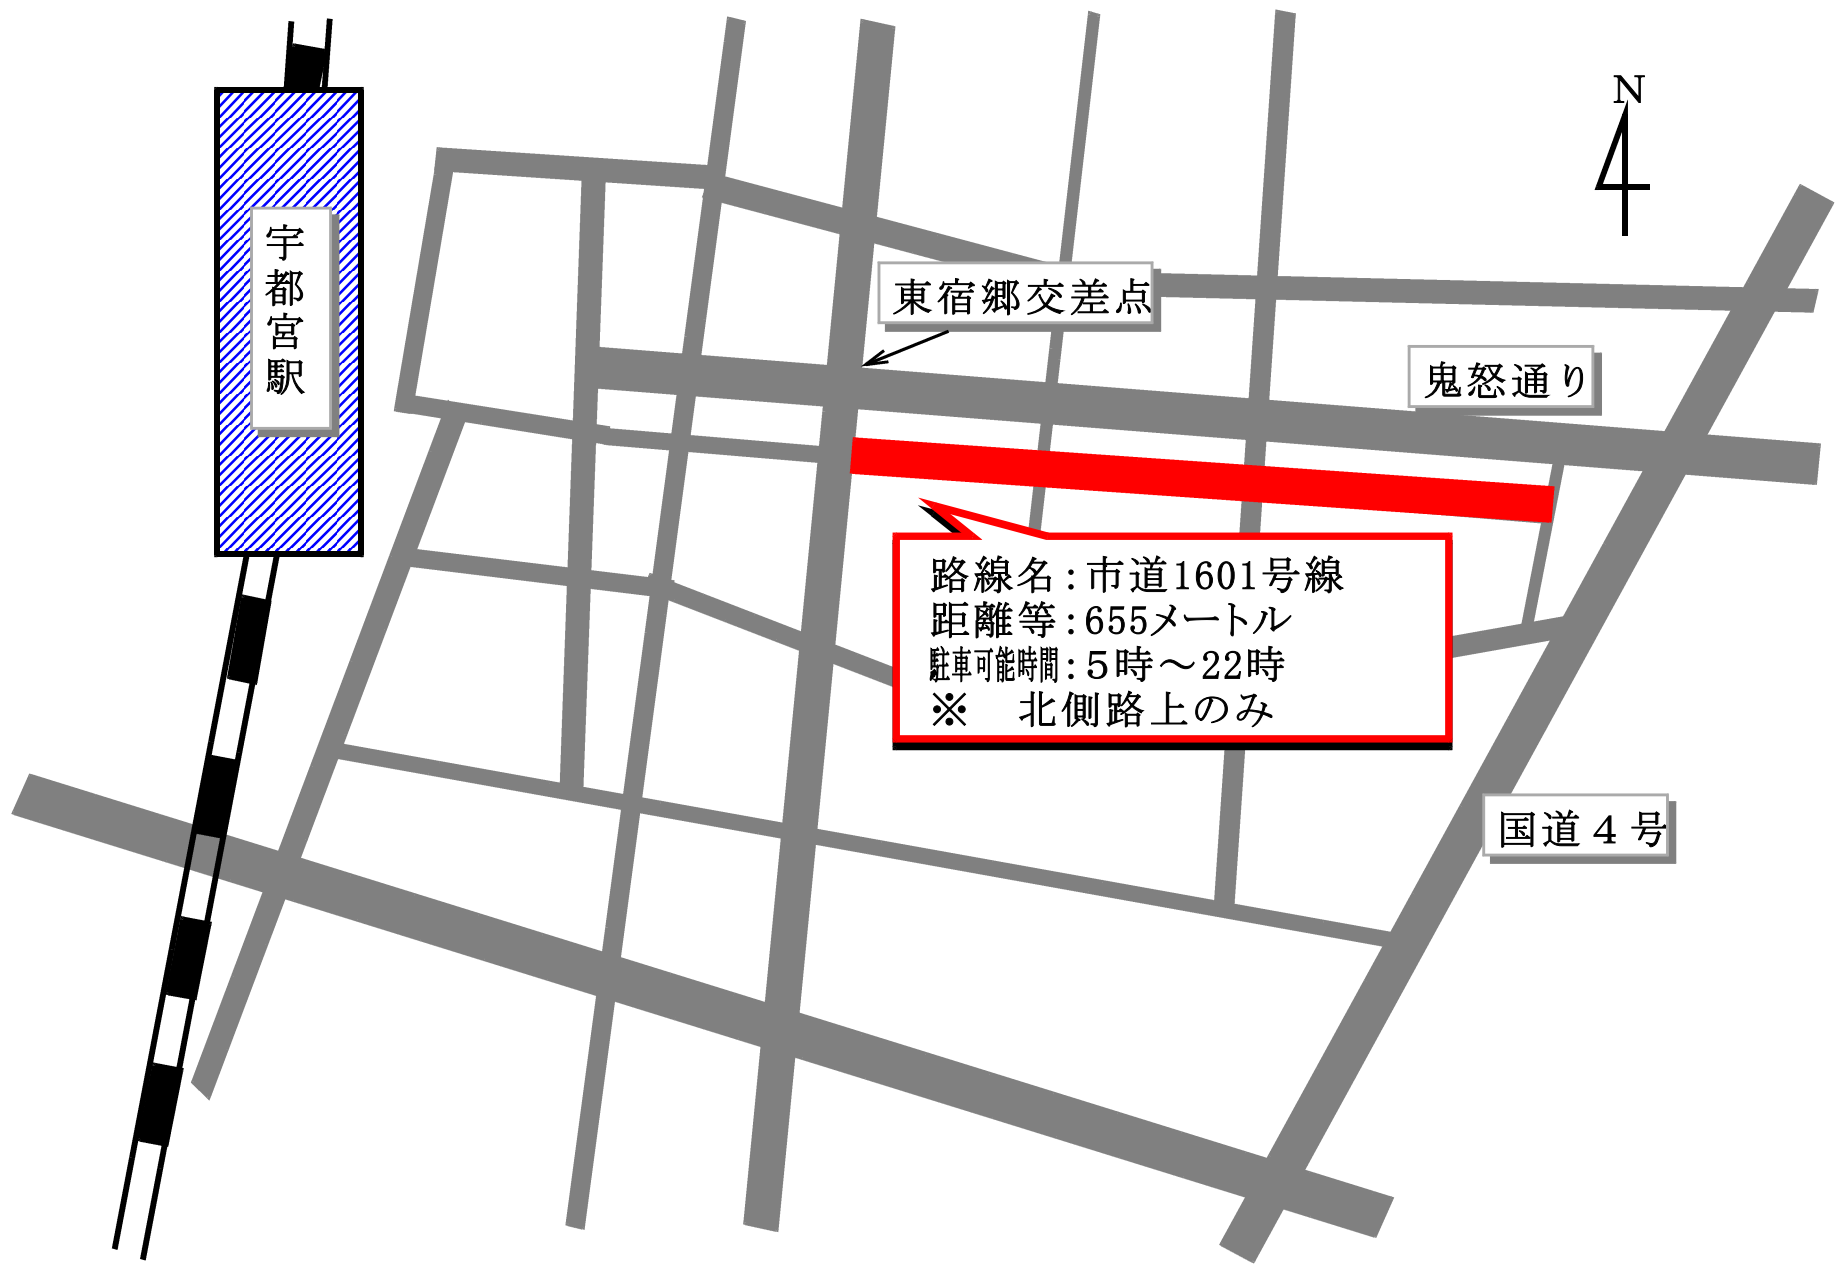 N
宇都宮駅
東宿郷交差点
鬼怒通り
路線名：市道1601号線
距離等：655メートル
駐車可能時間：５時～22時
※　北側路上のみ
国道４号